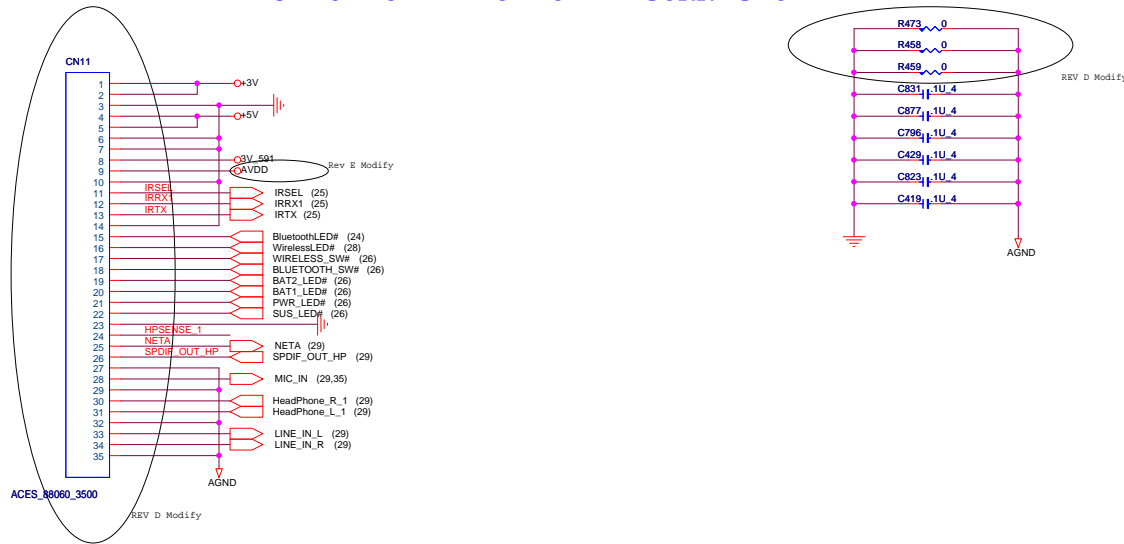 CN11
1
2
3
4
5
6
7
8
9
10
11
12
13
14
15
16
17
18
19
20
21
22
23
24
25
26
27
28
29
30
31
32
33
34
35
+3V
+5V
3V_591
AVDD
Rev E Modify
IRSEL
IRSEL (25)
IRRX1
IRRX1 (25)
IRTX
IRTX (25)
BluetoothLED# (24)
WirelessLED# (28)
WIRELESS_SW# (26)
BLUETOOTH_SW# (26)
BAT2_LED# (26)
BAT1_LED# (26)
PWR_LED# (26)
SUS_LED# (26)
HPSENSE_1
NETA
NETA (29)
SPDIF_OUT_HP
SPDIF_OUT_HP (29)
MIC_IN (29,35)
HeadPhone_R_1 (29)
HeadPhone_L_1 (29)
LINE_IN_L (29)
LINE_IN_R (29)
AGND
ACES_88060_3500
REV D Modify
R473 0
R458 0
R459 0
REV D Modify
C831 .1U_4
C877 .1U_4
C796 .1U_4
C429 .1U_4
C823 .1U_4
C419 .1U_4
AGND